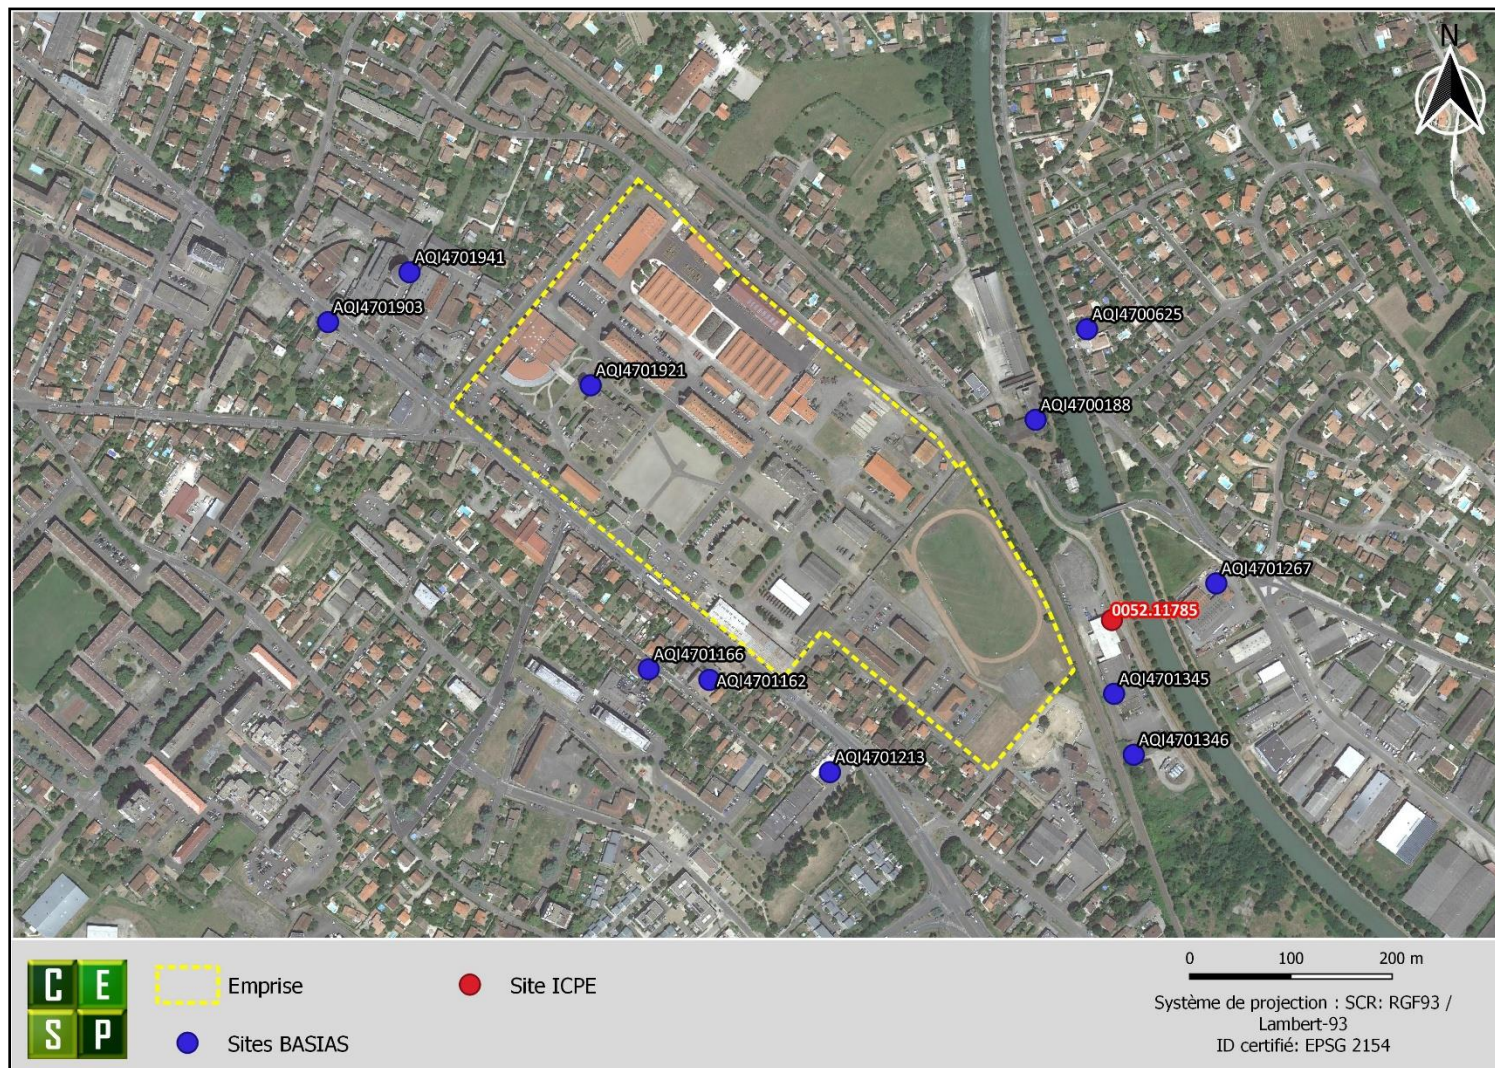 N
AQI4701941
AQI4701903
AQI4700625
AQI4701921
AQI4700188
AQI4701267
0052.11785
AQI4701166
AQI4701162
AQI4701345
AQI4701346
AQI4701213
C E
S P
Emprise
Site ICPE
Sites BASIAS
0 100 200 m
Système de projection : SCR: RGF93 /
Lambert-93
ID certifié: EPSG 2154